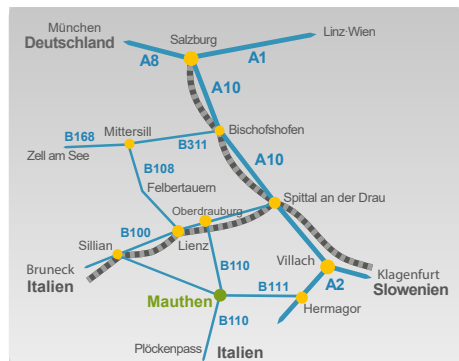 München
Deutschland
Salzburg
Linz·Wien
A8
A1
A10
B168
Mittersill
Bischofshofen
B311
Zell am See
A10
B108
Felbertauern
Oberdrauburg
Spittal an der Drau
B100
Sillian
Lienz
Bruneck
Italien
B110
Villach
Klagenfurt
A2
Slowenien
Mauthen
B111
Hermagor
B110
Plöckenpass
Italien